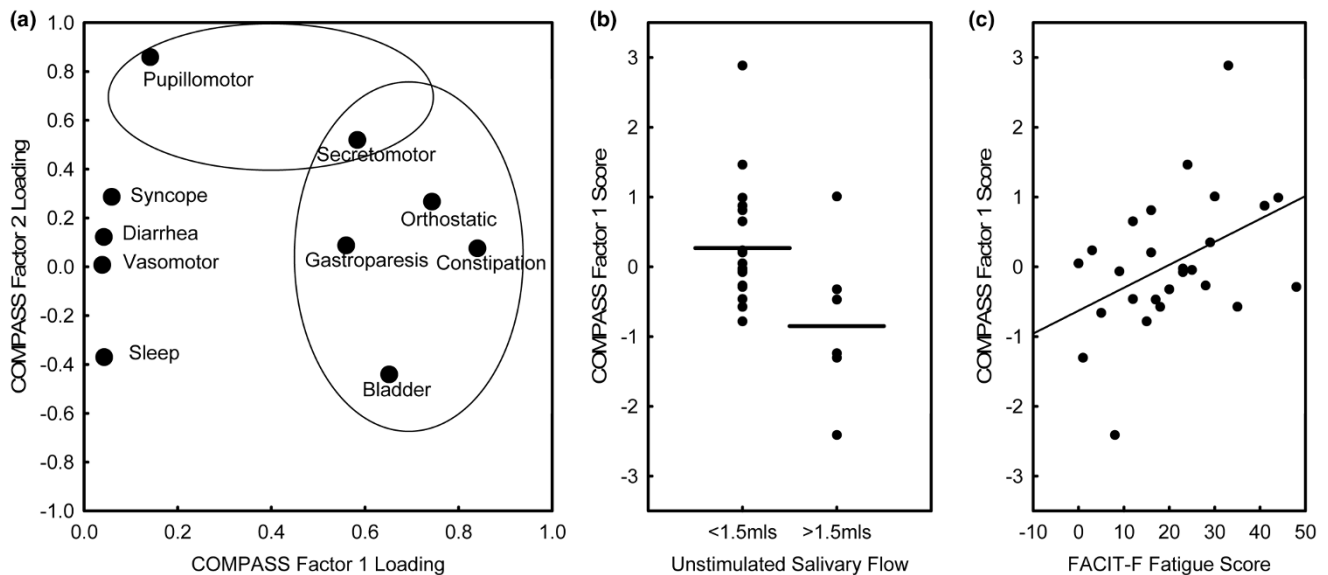 (a)
1.0
0.8
0.6
0.4
0.2
0.0
-0.2
-0.4
-0.6
-0.8
-1.0
COMPASS Factor 2 Loading
Pupillomotor
Secretomotor
Syncope
Orthostatic
Diarrhea
Gastroparesis
Constipation
Vasomotor
Sleep
Bladder
0.0 0.2 0.4 0.6 0.8 1.0
COMPASS Factor 1 Loading
(b)
3
2
1
0
-1
-2
-3
COMPASS Factor 1 Score
<1.5mls >1.5mls
Unstimulated Salivary Flow
(c)
3
2
1
0
-1
-2
-3
COMPASS Factor 1 Score
-10 0 10 20 30 40 50
FACIT-F Fatigue Score